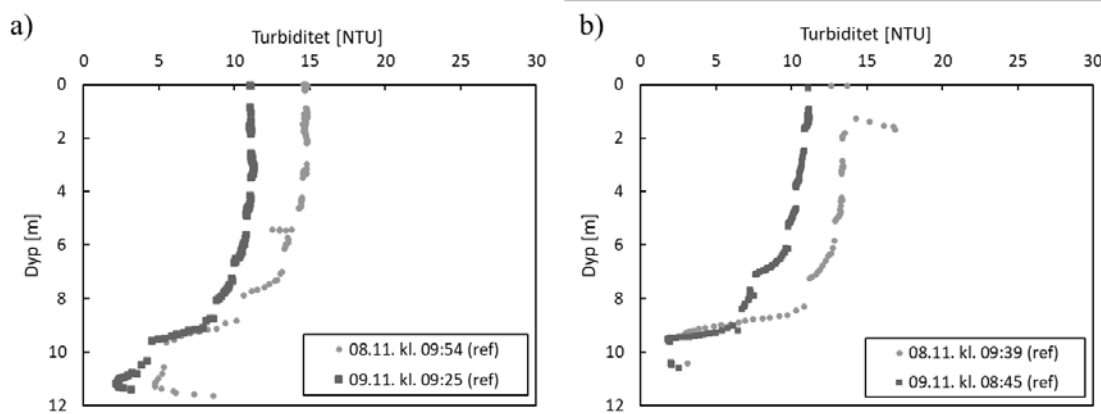 a)
Turbiditet [NTU]
0 5 10 15 20 25 30
0
2
4
6
8
10
12
Dyp [m]
08.11. kl. 09:54 (ref)
09.11. kl. 09:25 (ref)
b)
Turbiditet [NTU]
0 5 10 15 20 25 30
0
2
4
6
8
10
12
Dyp [m]
08.11. kl. 09:39 (ref)
09.11. kl. 08:45 (ref)